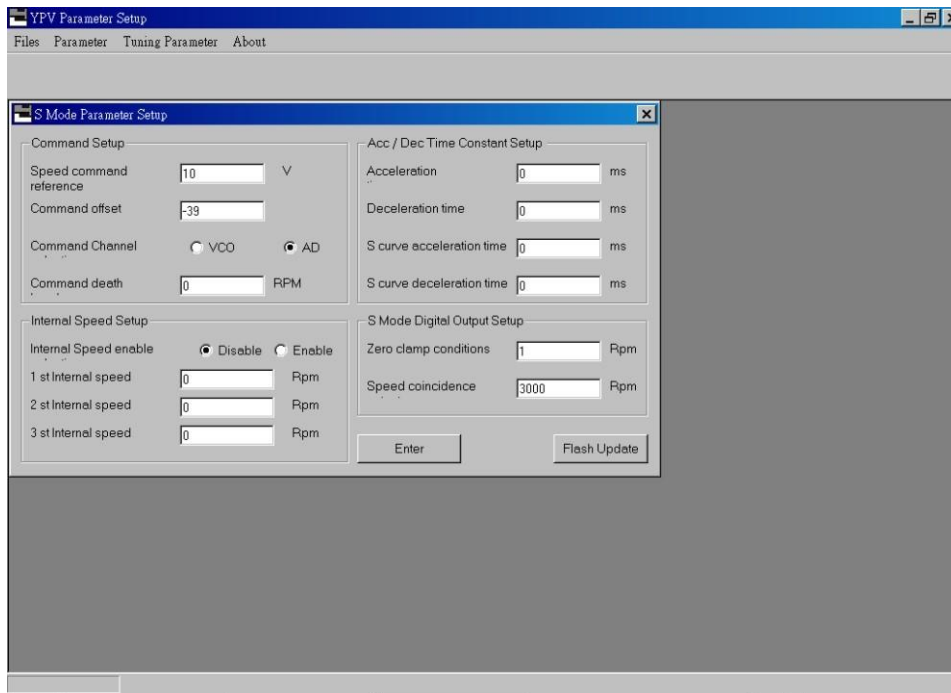 YPV Parameter Setup
Files Parameter Tuning Parameter About
S Mode Parameter Setup
Command Setup
Speed command
reference
10 V
Command offset
-39
Command Channel
VCO AD
Command death
0 RPM
Internal Speed Setup
Internal Speed enable
Disable Enable
1 st Internal speed 0 Rpm
2 st Internal speed 0 Rpm
3 st Internal speed 0 Rpm
Acc / Dec Time Constant Setup
Acceleration
0 ms
Deceleration time 0 ms
S curve acceleration time 0 ms
S curve deceleration time 0 ms
S Mode Digital Output Setup
Zero clamp conditions 1 Rpm
Speed coincidence
3000 Rpm
Enter Flash Update